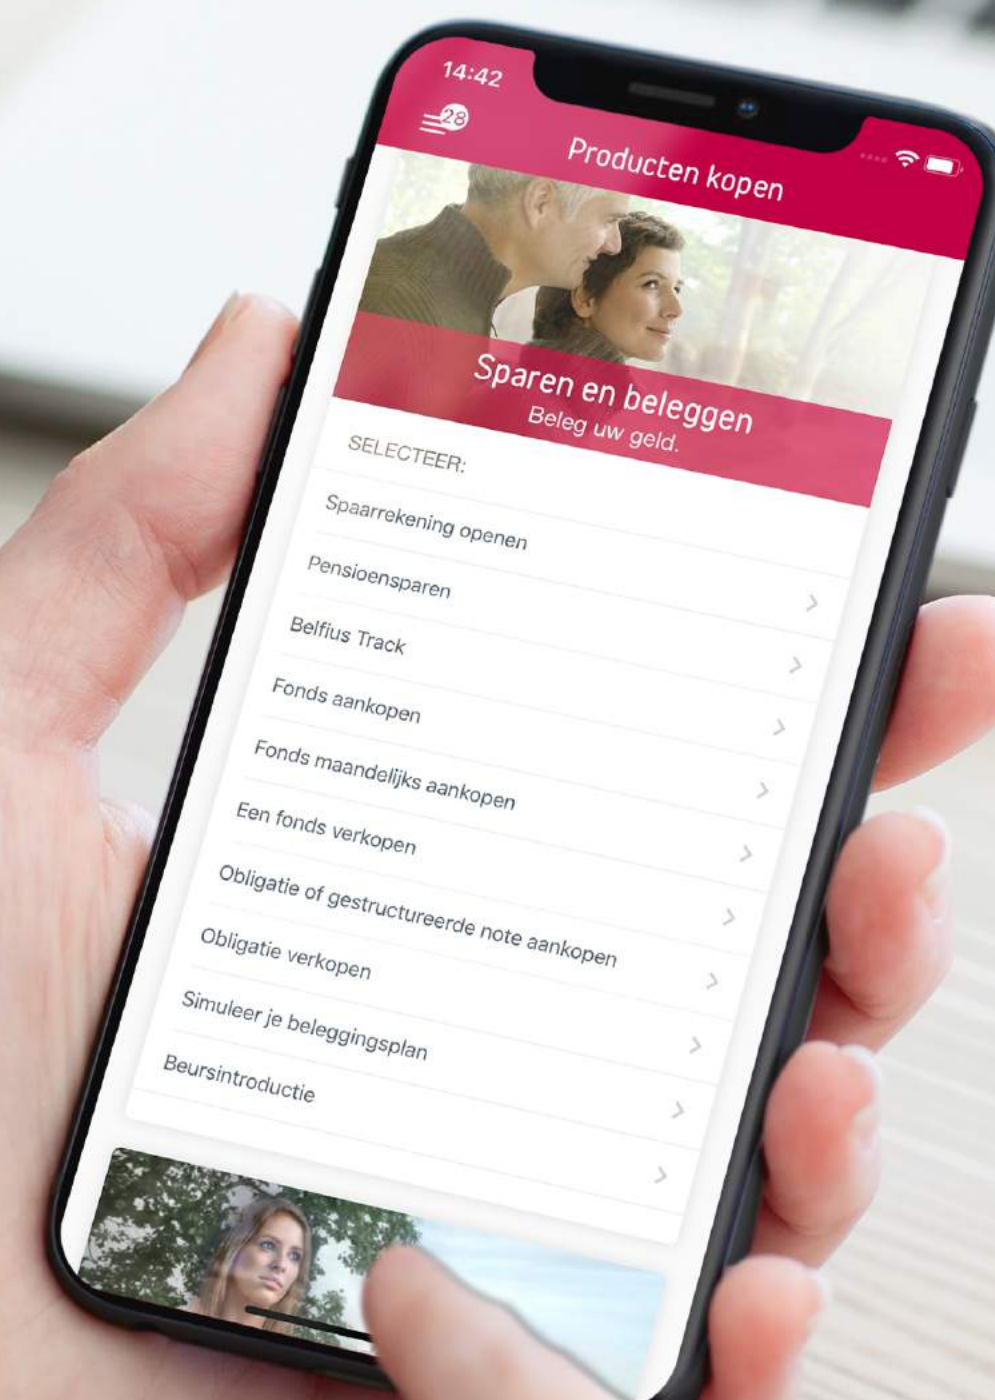 14:42
28
Producten kopen
Sparen en beleggen
Beleg uw geld.
SELECTEER:
Spaarrekening openen
Pensioensparen
Belfius Track
Fonds aankopen
Fonds maandelijks aankopen
Een fonds verkopen
Obligatie of gestructureerde note aankopen
Obligatie verkopen
Simuleer je beleggingsplan
Beursintroductie